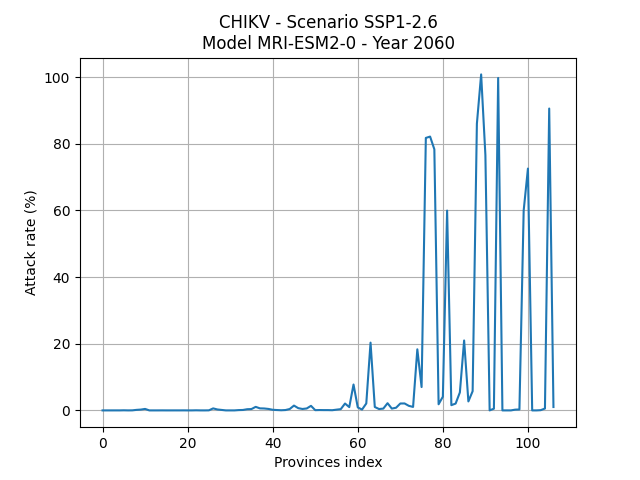 CHIKV - Scenario SSP1-2.6
Model MRI-ESM2-0 - Year 2060
100
80
60
40
20
0
Attack rate (%)
0 20 40 60 80 100
Provinces index